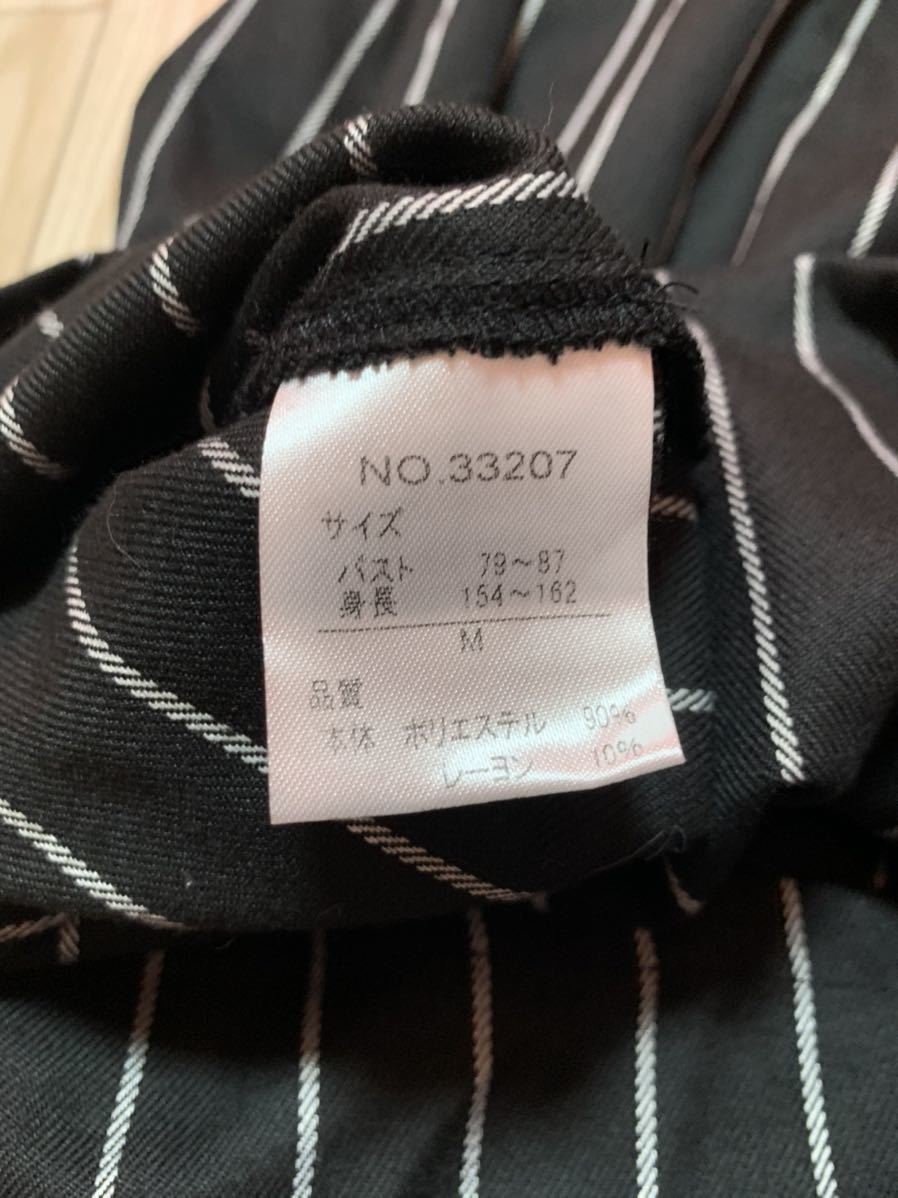 NO.33207
サイズ
バスト 79～87
身長 154～162
M
品質
本体 ポリエステル 90%
レーヨン 10%